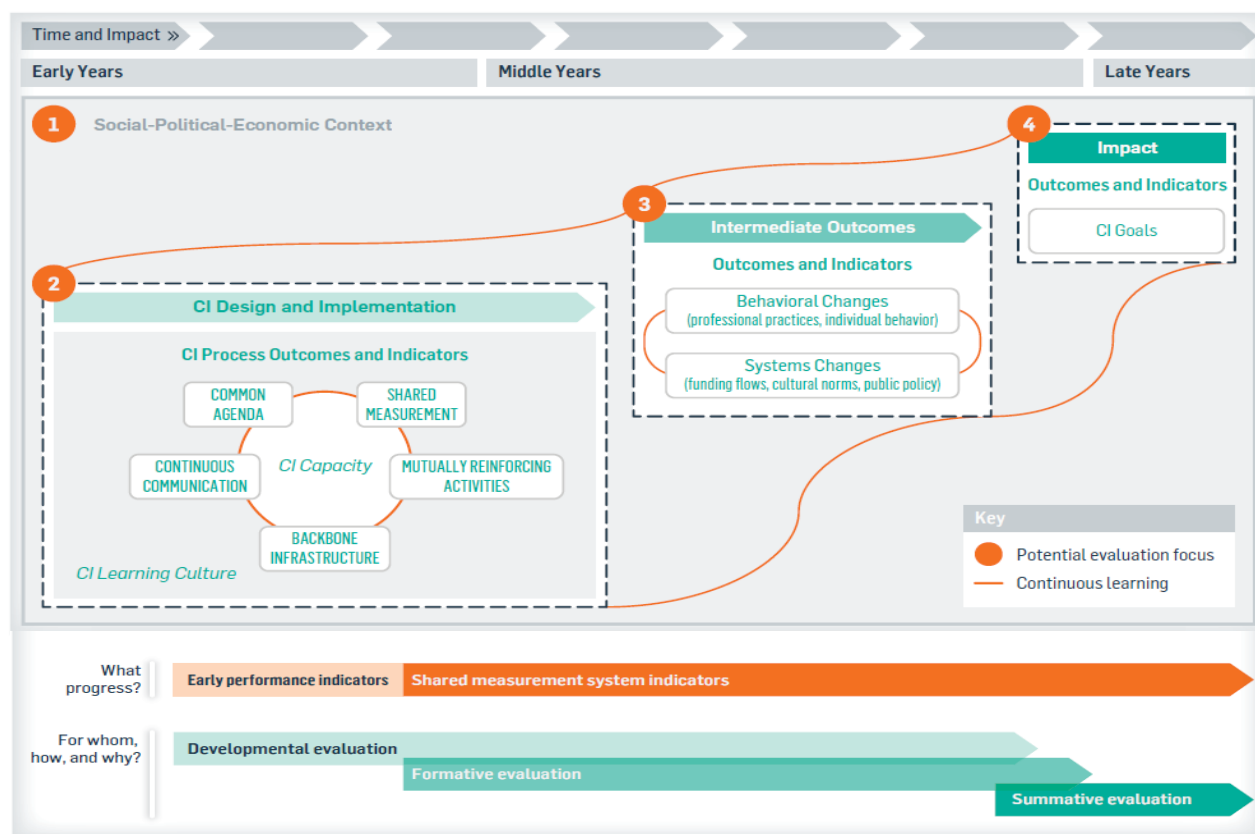 Time and Impact »
Early Years
Middle Years
Late Years
1
Social-Political-Economic Context
4
Impact
Outcomes and Indicators
CI Goals
3
Intermediate Outcomes
Outcomes and Indicators
Behavioral Changes
(professional practices, individual behavior)
Systems Changes
(funding flows, cultural norms, public policy)
2
CI Design and Implementation
CI Process Outcomes and Indicators
COMMON
AGENDA
SHARED
MEASUREMENT
CONTINUOUS
COMMUNICATION
CI Capacity
MUTUALLY REINFORCING
ACTIVITIES
BACKBONE
INFRASTRUCTURE
CI Learning Culture
Key
Potential evaluation focus
Continuous learning
What
progress?
Early performance indicators
Shared measurement system indicators
For whom,
how, and why?
Developmental evaluation
Formative evaluation
Summative evaluation